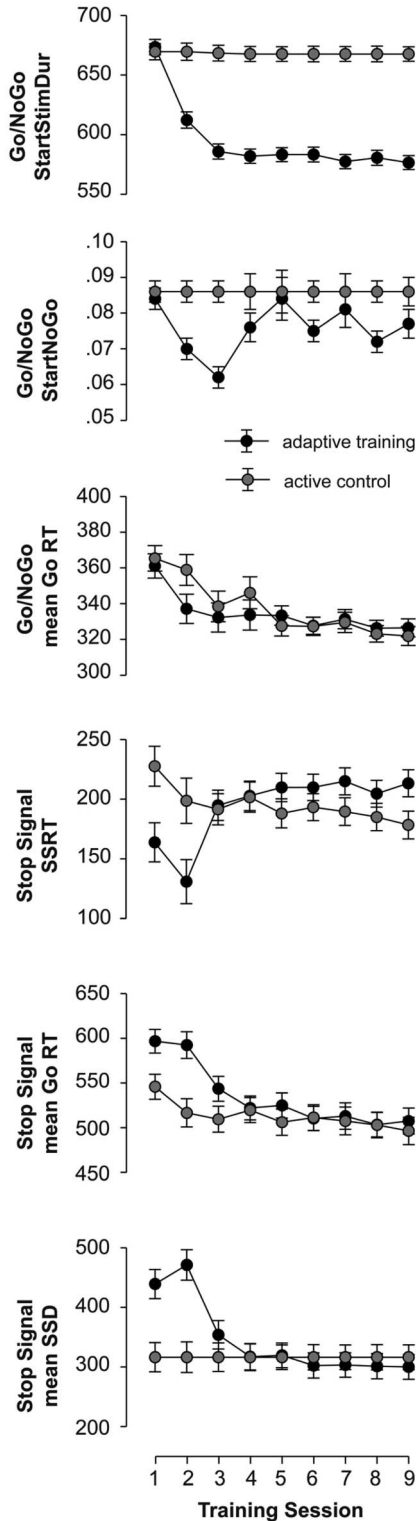 700
650
600
550
Go/NoGo
StartStimDur
.10
.09
.08
.07
.06
.05
Go/NoGo
StartNoGo
adaptive training
active control
400
380
360
340
320
300
Go/NoGo
mean Go RT
250
200
150
100
Stop Signal
SSRT
650
600
550
500
450
Stop Signal
mean Go RT
500
400
300
200
Stop Signal
mean SSD
1 2 3 4 5 6 7 8 9
Training Session